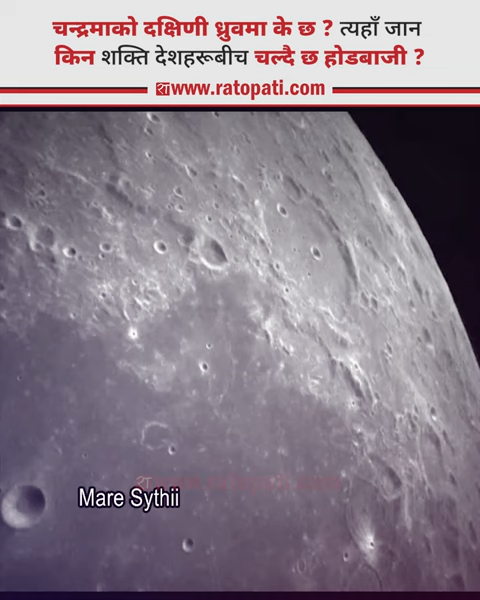 चन्द्रमाको दक्षिणी ध्रुवमा के छ ? त्यहाँ जान
किन शक्ति देशहरूबीच चल्दै छ होडबाजी ?
www.ratopati.com
Mare Sythii